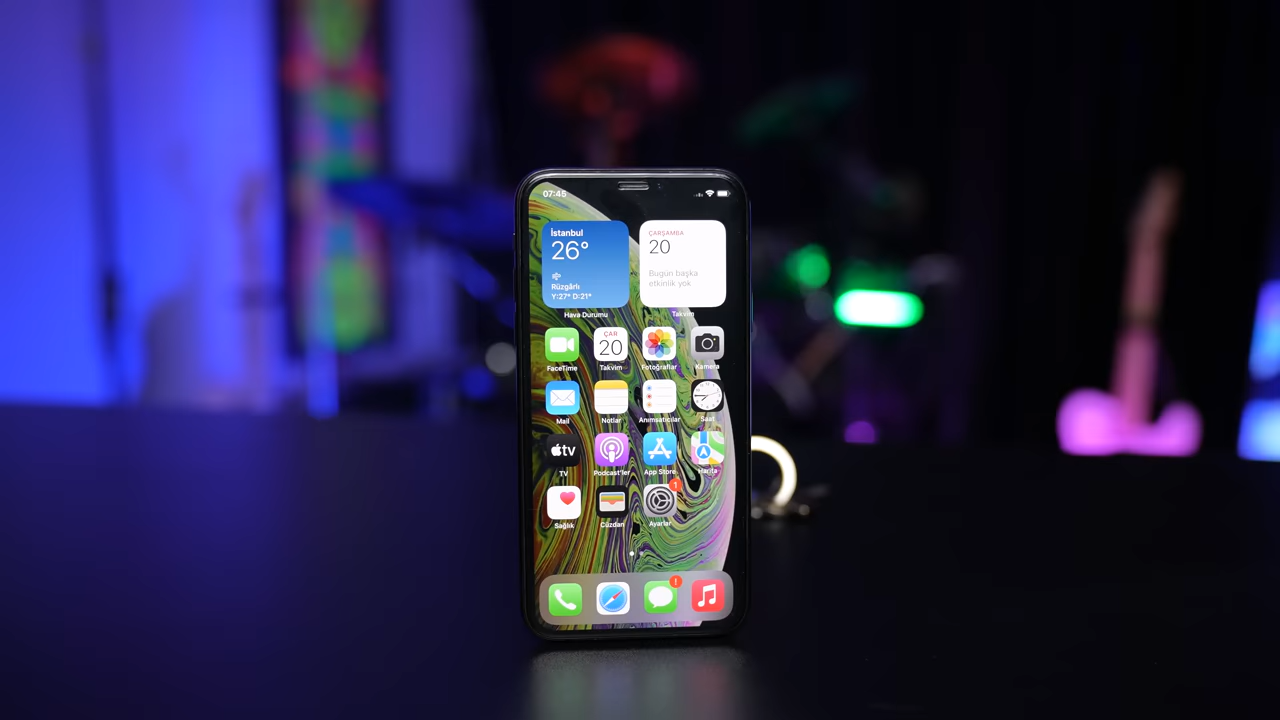 07:45
İstanbul
26°
Rüzgârlı
Y:27° D:21°
Hava Durumu
ÇARŞAMBA
20
Bugün başka
etkinlik yok
Takvim
FaceTime
ÇAR
20
Takvim
Fotoğraflar
Kamera
Mail
Notlar
Anımsatıcılar
Saat
tv
TV
Podcast'ler
App Store
Harita
Sağlık
Cüzdan
1
Ayarlar
!